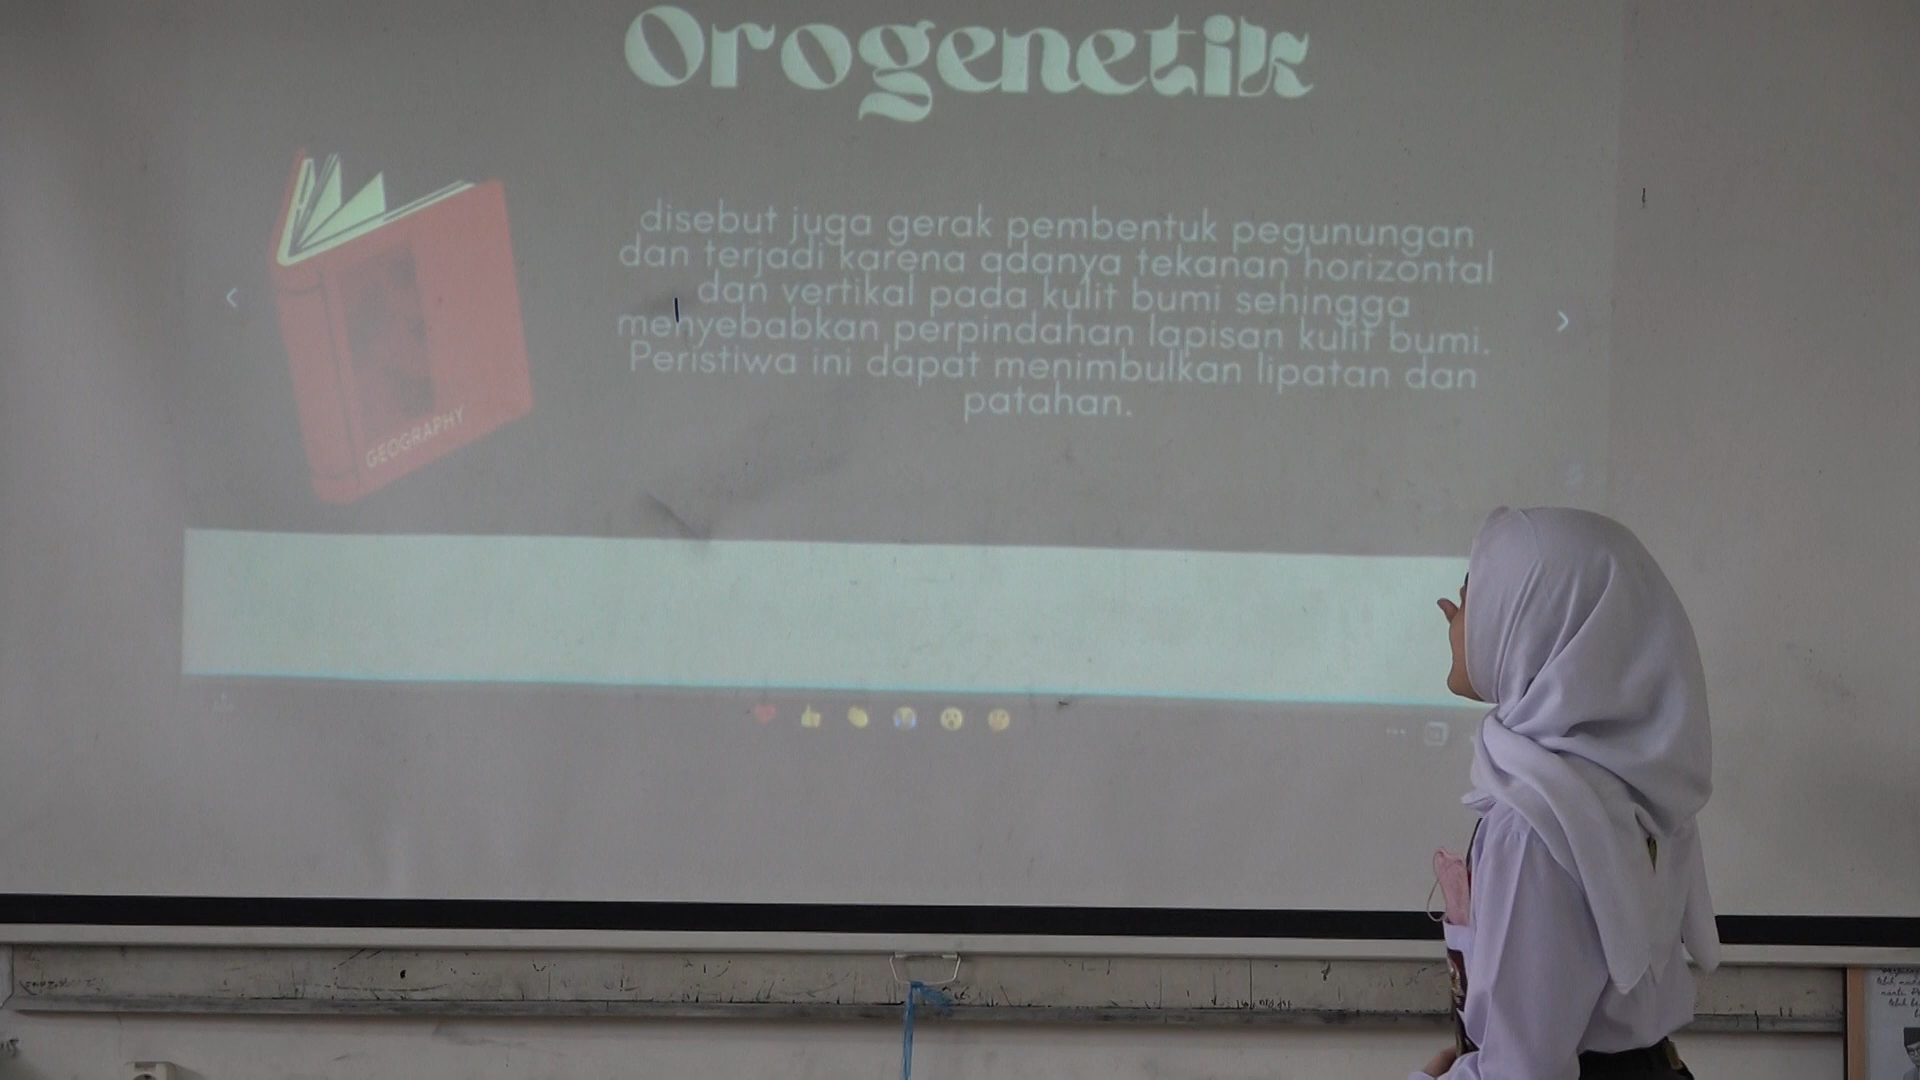 Orogenetik
disebut juga gerak pembentuk pegunungan
dan terjadi karena adanya tekanan horizontal
dan vertikal pada kulit bumi sehingga
menyebabkan perpindahan lapisan kulit bumi.
Peristiwa ini dapat menimbulkan lipatan dan
patahan.
GEOGRAPHY